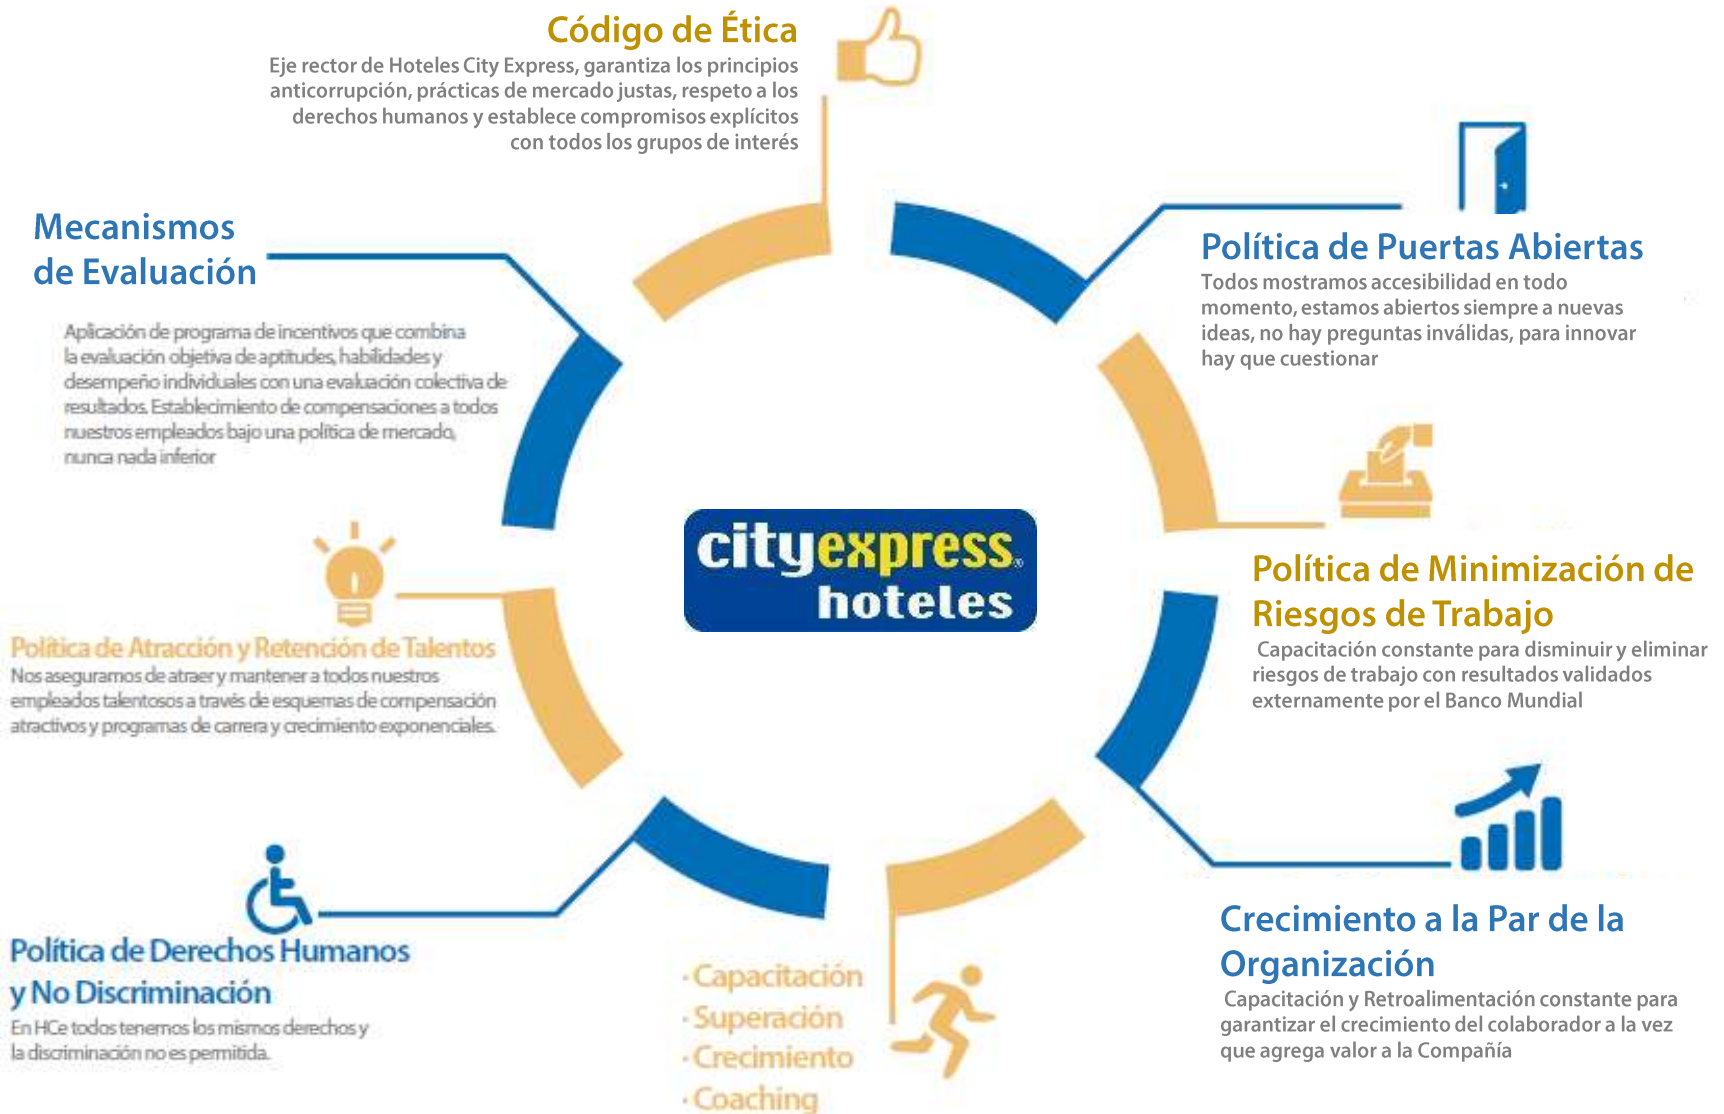 Código de Ética
Eje rector de Hoteles City Express, garantiza los principios
anticorrupción, prácticas de mercado justas, respeto a los
derechos humanos y establece compromisos explícitos
con todos los grupos de interés
Política de Puertas Abiertas
Todos mostramos accesibilidad en todo
momento, estamos abiertos siempre a nuevas
ideas, no hay preguntas inválidas, para innovar
hay que cuestionar
Mecanismos
de Evaluación
Aplicación de programa de incentivos que combina
la evaluación objetiva de aptitudes, habilidades y
desempeño individuales con una evaluación colectiva de
resultados. Establecimiento de compensaciones a todos
nuestros empleados bajo una política de mercado,
nunca nada inferior
cityexpress®
hoteles
Política de Minimización de
Riesgos de Trabajo
Capacitación constante para disminuir y eliminar
riesgos de trabajo con resultados validados
externamente por el Banco Mundial
Política de Atracción y Retención de Talentos
Nos aseguramos de atraer y mantener a todos nuestros
empleados talentosos a través de esquemas de compensación
atractivos y programas de carrera y crecimiento exponenciales.
Crecimiento a la Par de la
Organización
Capacitación y Retroalimentación constante para
garantizar el crecimiento del colaborador a la vez
que agrega valor a la Compañía
Política de Derechos Humanos
y No Discriminación
En HCe todos tenemos los mismos derechos y
la discriminación no es permitida.
· Capacitación
· Superación
· Crecimiento
· Coaching